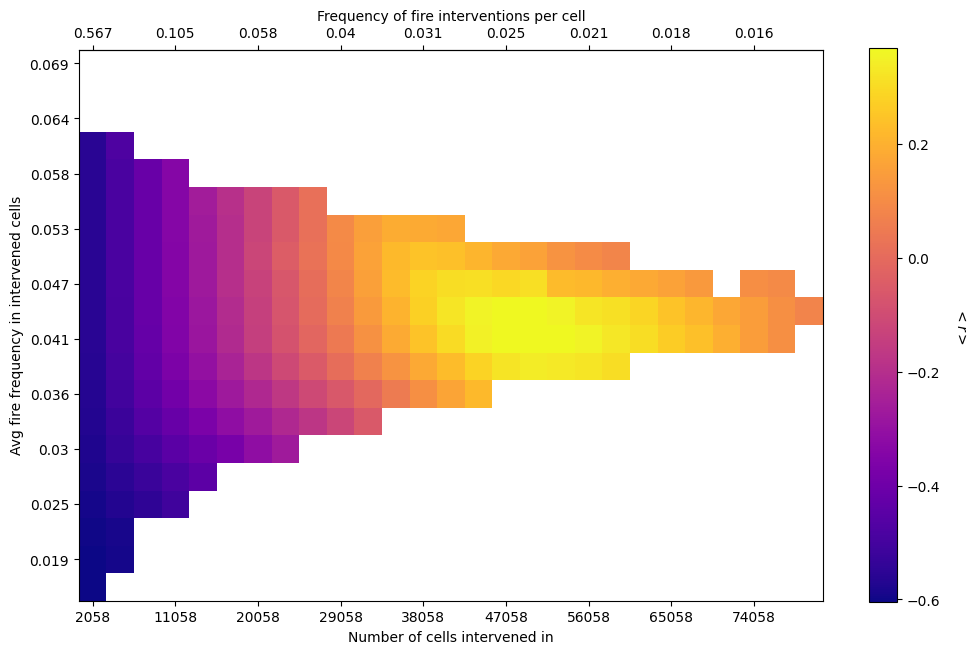 Frequency of fire interventions per cell
0.567 0.105 0.058 0.04 0.031 0.025 0.021 0.018 0.016
Avg fire frequency in intervened cells
0.069
0.064
0.058
0.053
0.047
0.041
0.036
0.03
0.025
0.019
2058 11058 20058 29058 38058 47058 56058 65058 74058
Number of cells intervened in
0.2
0.0
−0.2
−0.4
−0.6
< r >